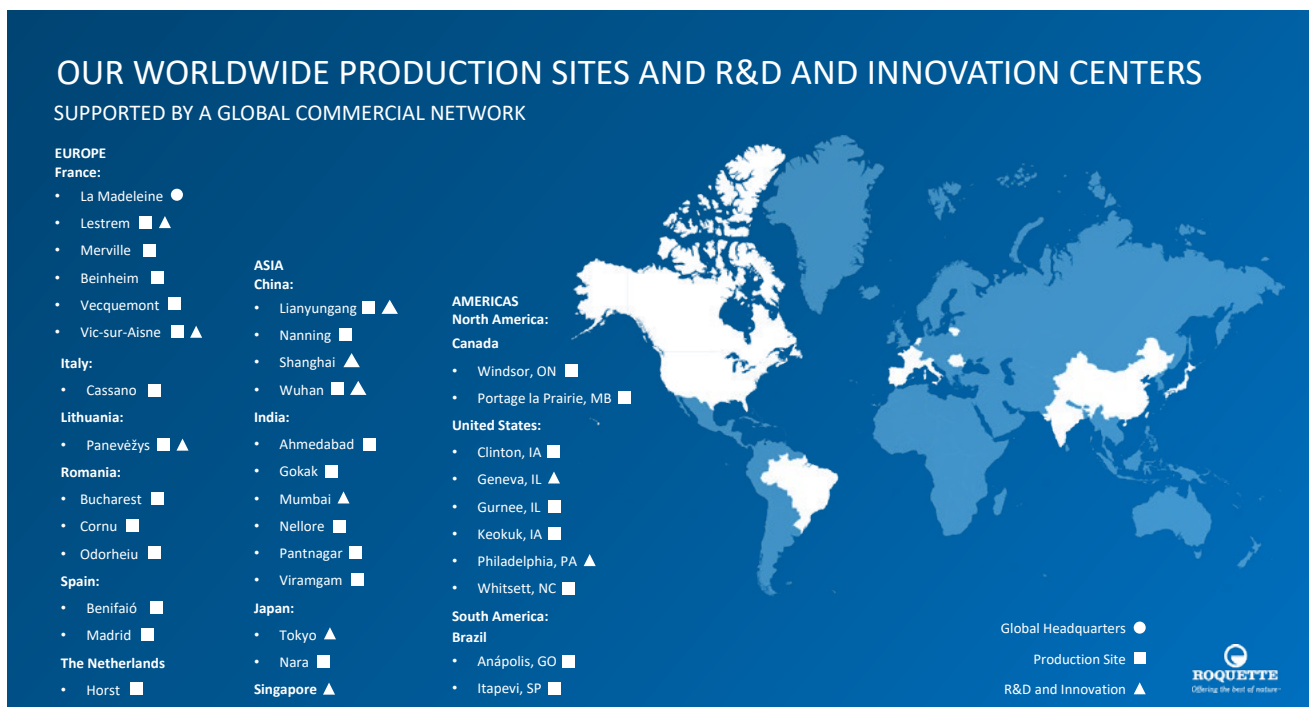 OUR WORLDWIDE PRODUCTION SITES AND R&D AND INNOVATION CENTERS
SUPPORTED BY A GLOBAL COMMERCIAL NETWORK
EUROPE
France:
• La Madeleine
• Lestrem
• Merville
• Beinheim
• Vecquemont
• Vic-sur-Aisne
Italy:
• Cassano
Lithuania:
• Panevėžys
Romania:
• Bucharest
• Cornu
• Odorheiu
Spain:
• Benifaió
• Madrid
The Netherlands
• Horst
ASIA
China:
• Lianyungang
• Nanning
• Shanghai
• Wuhan
India:
• Ahmedabad
• Gokak
• Mumbai
• Nellore
• Pantnagar
• Viramgam
Japan:
• Tokyo
• Nara
Singapore
AMERICAS
North America:
Canada
• Windsor, ON
• Portage la Prairie, MB
United States:
• Clinton, IA
• Geneva, IL
• Gurnee, IL
• Keokuk, IA
• Philadelphia, PA
• Whitsett, NC
South America:
Brazil
• Anápolis, GO
• Itapevi, SP
Global Headquarters
Production Site
R&D and Innovation
ROQUETTE
Offering the best of nature™